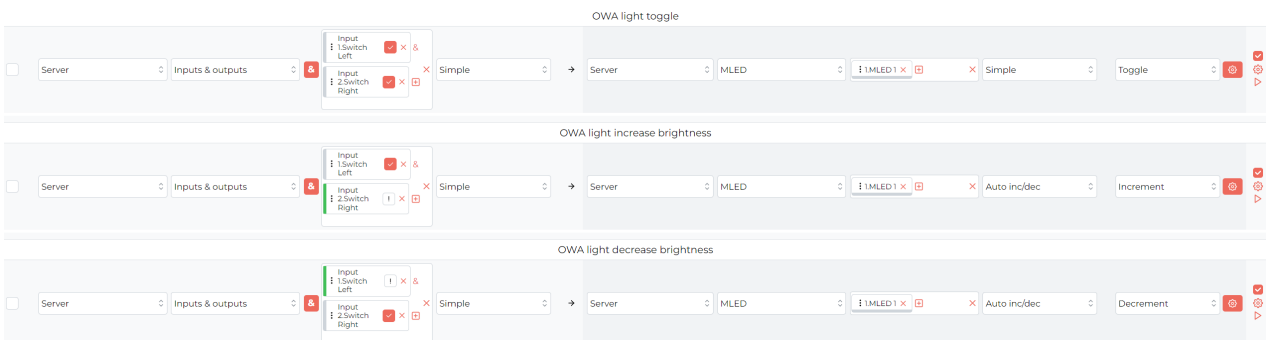 OWA light toggle
Input
1.Switch
Left
&
Server
Inputs & outputs
&
Input
2.Switch
Right
Simple
Server
MLED
1.MLED 1
Simple
Toggle
OWA light increase brightness
Input
1.Switch
Left
&
Server
Inputs & outputs
&
Input
2.Switch
Right
!
Simple
Server
MLED
1.MLED 1
Auto inc/dec
Increment
OWA light decrease brightness
Input
1.Switch
Left
!
&
Server
Inputs & outputs
&
Input
2.Switch
Right
Simple
Server
MLED
1.MLED 1
Auto inc/dec
Decrement